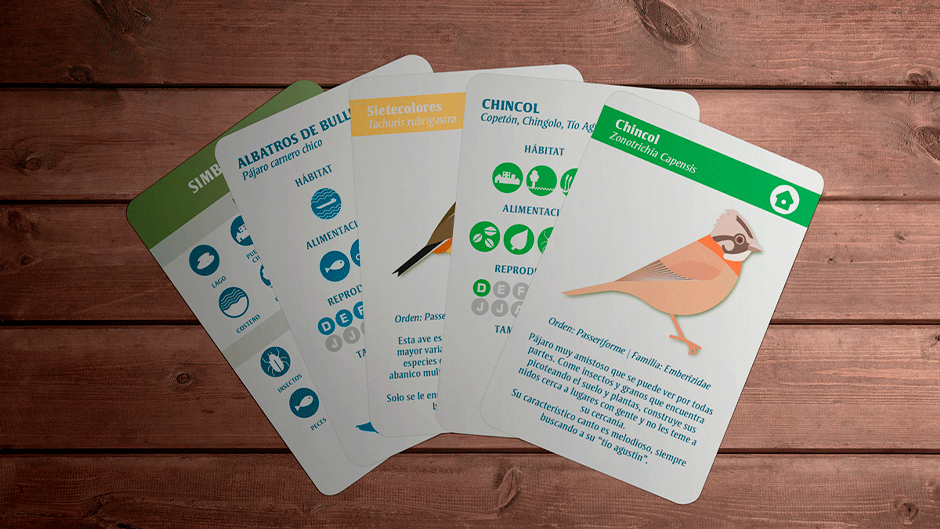 SIMB
LAGO
PU
CH
COSTERO
INSECTOS
PECES
ALBATROS DE BULL
Pájaro carnero chico
HÁBITAT
ALIMENTACI
REPROD
D E F
J J
TA
Sietecolores
Tachuris rubrigastra
Orden: Passe
Esta ave es
mayor varia
especies
abanico mult
Solo se le en
CHINCOL
Copetón, Chingolo, Tío Ag
HÁBITAT
ALIMENTACI
REPROD
D E F
J J
TAM
Chincol
Zonotrichia Capensis
Orden: Passeriforme | Familia: Emberizidae
Pájaro muy amistoso que se puede ver por todas
partes. Come insectos y granos que encuentra
picoteando el suelo y plantas, construye sus
nidos cerca a lugares con gente y no les teme a
su cercanía.
Su característico canto es melodioso, siempre
buscando a su "tío agustín".